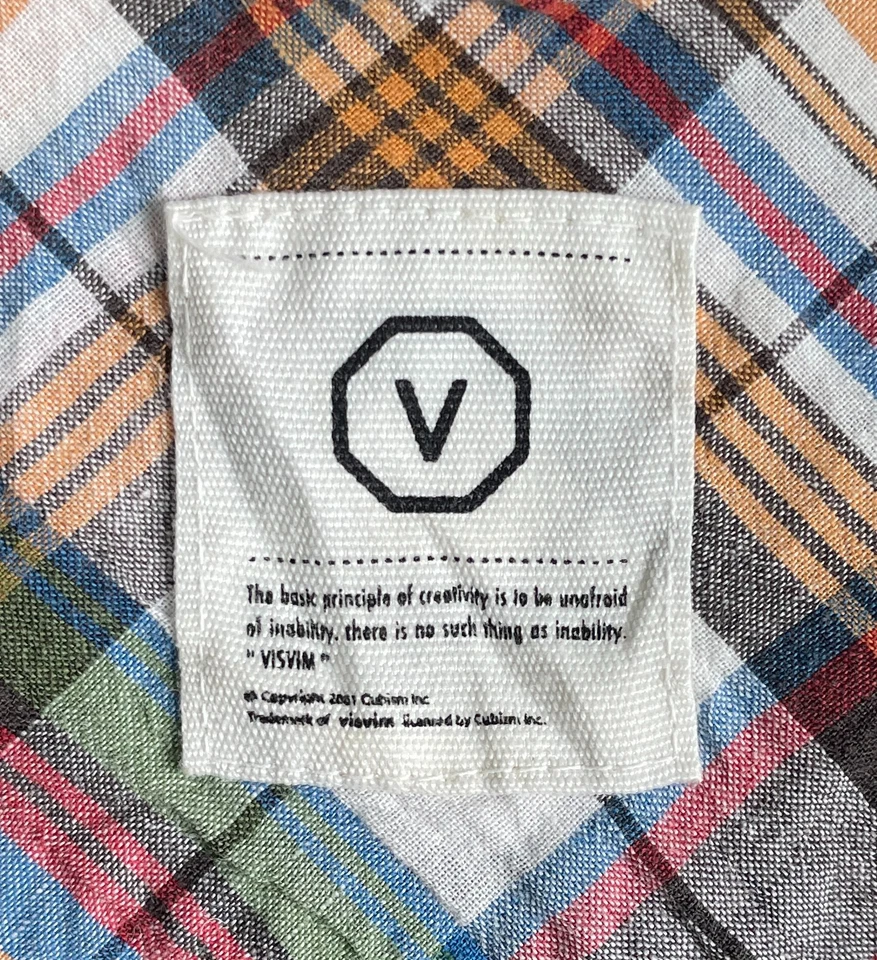 V
The basic principle of creativity is to be unafraid
of inability, there is no such thing as inability.
" VISVIM "
© Copyright 2001 Cubism Inc
Trademark of visvim licensed by Cubism Inc.